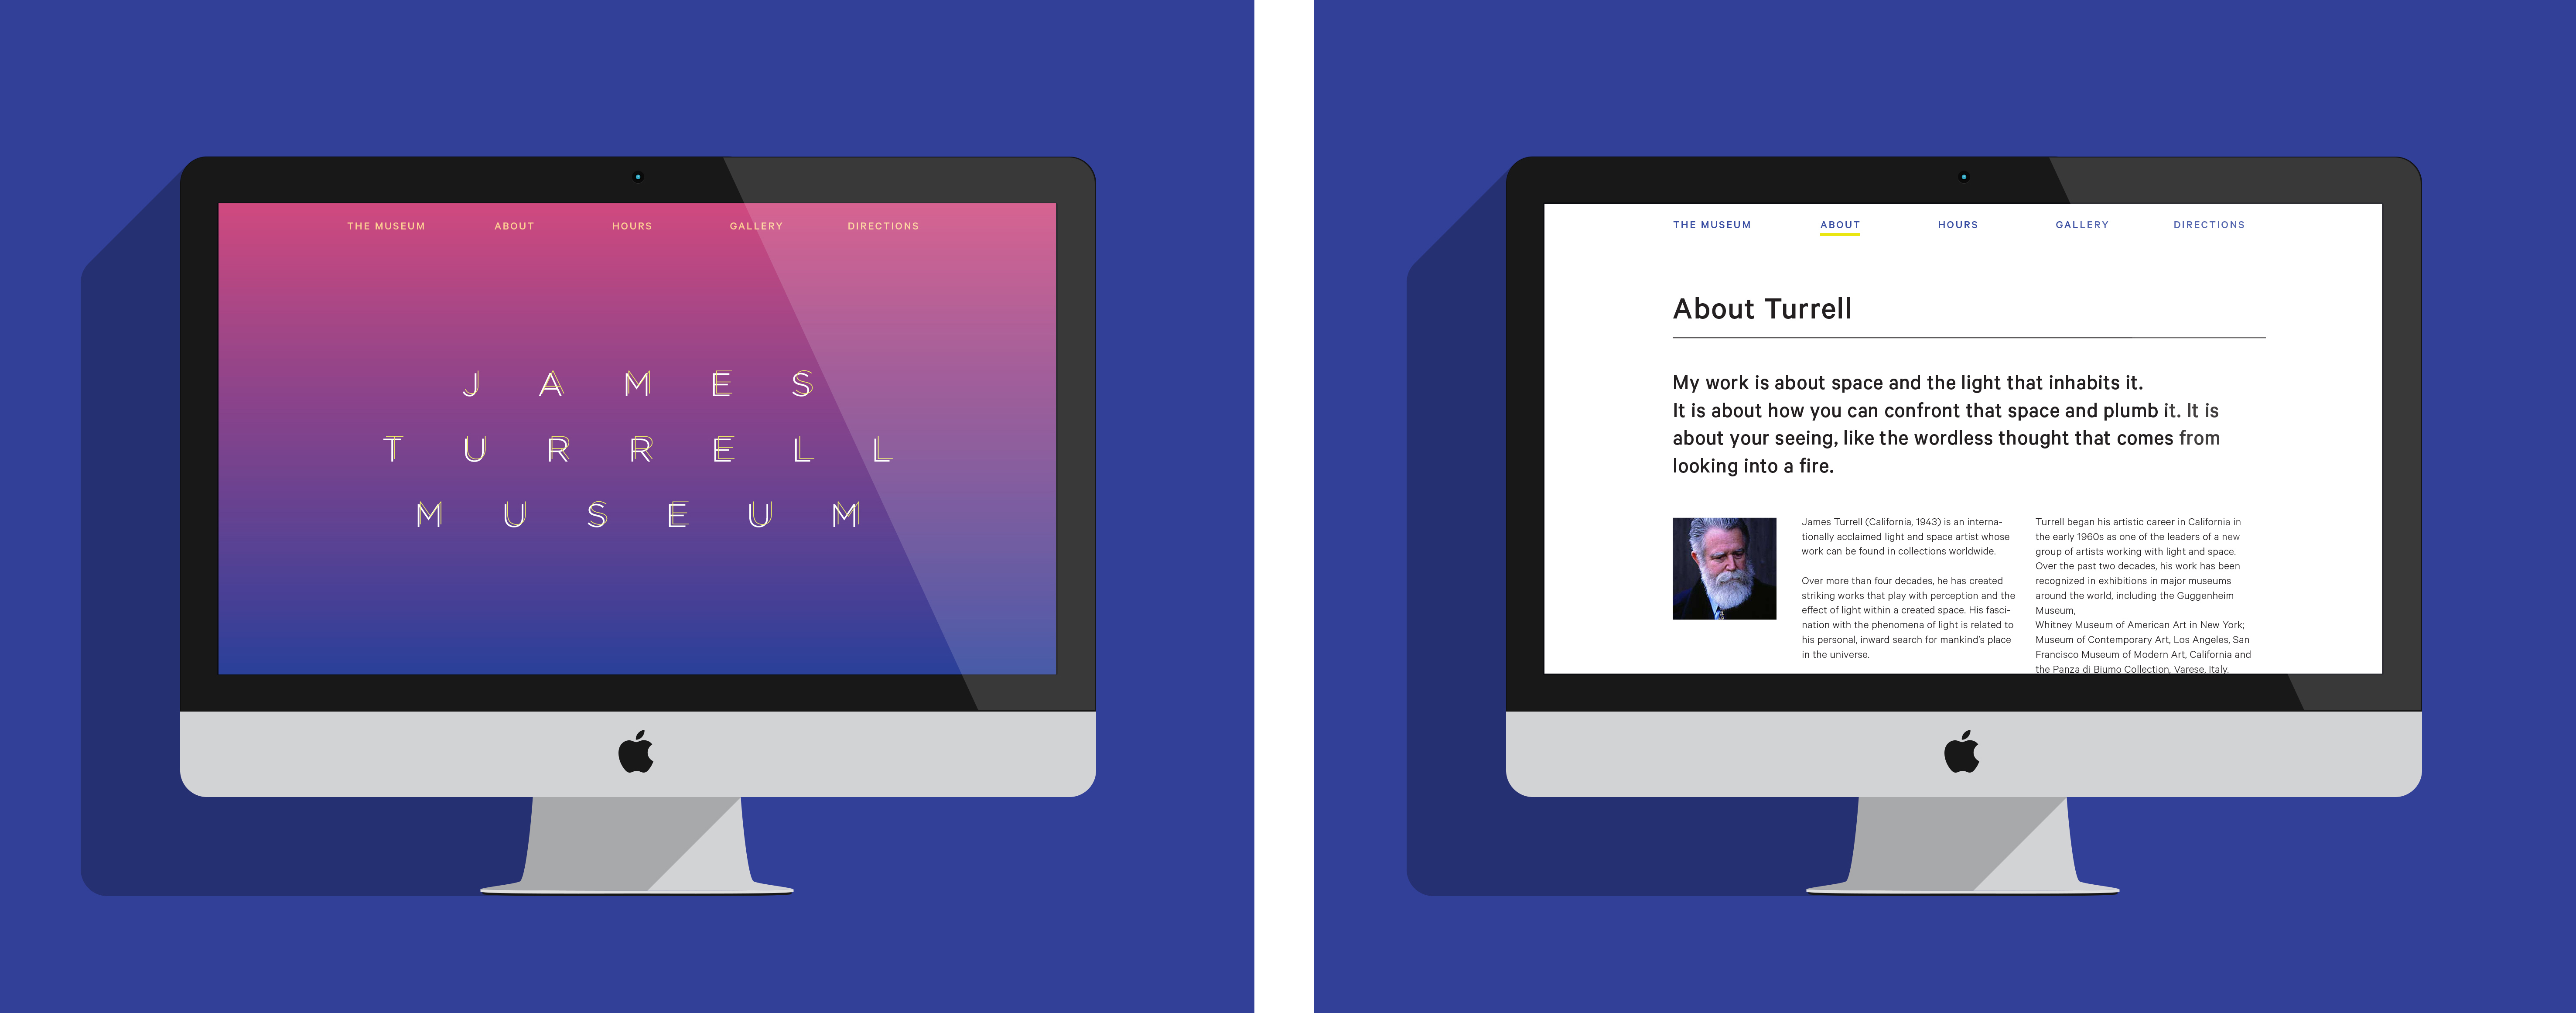 THE MUSEUM ABOUT HOURS GALLERY DIRECTIONS
JAMES
TURRELL
MUSEUM
THE MUSEUM ABOUT HOURS GALLERY DIRECTIONS
About Turrell
My work is about space and the light that inhabits it.
It is about how you can confront that space and plumb it. It is
about your seeing, like the wordless thought that comes from
looking into a fire.
James Turrell (California, 1943) is an interna-
tionally acclaimed light and space artist whose
work can be found in collections worldwide.
Over more than four decades, he has created
striking works that play with perception and the
effect of light within a created space. His fasci-
nation with the phenomena of light is related to
his personal, inward search for mankind's place
in the universe.
Turrell began his artistic career in California in
the early 1960s as one of the leaders of a new
group of artists working with light and space.
Over the past two decades, his work has been
recognized in exhibitions in major museums
around the world, including the Guggenheim
Museum,
Whitney Museum of American Art in New York;
Museum of Contemporary Art, Los Angeles, San
Francisco Museum of Modern Art, California and
the Panza di Biumo Collection, Varese, Italy.